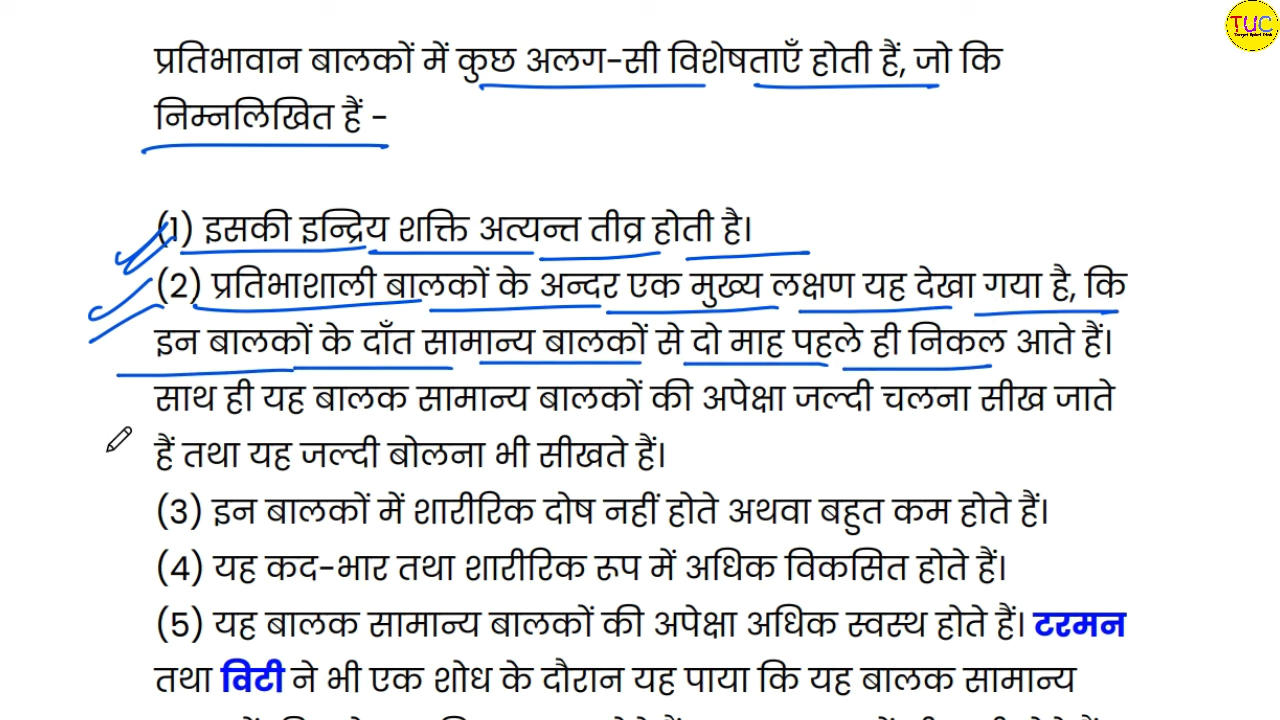 TUC
Target Upical Click
प्रतिभावान बालकों में कुछ अलग-सी विशेषताएँ होती हैं, जो कि
निम्नलिखित हैं -
(1) इसकी इन्द्रिय शक्ति अत्यन्त तीव्र होती है।
(2) प्रतिभाशाली बालकों के अन्दर एक मुख्य लक्षण यह देखा गया है, कि
इन बालकों के दाँत सामान्य बालकों से दो माह पहले ही निकल आते हैं।
साथ ही यह बालक सामान्य बालकों की अपेक्षा जल्दी चलना सीख जाते
हैं तथा यह जल्दी बोलना भी सीखते हैं।
(3) इन बालकों में शारीरिक दोष नहीं होते अथवा बहुत कम होते हैं।
(4) यह कद-भार तथा शारीरिक रूप में अधिक विकसित होते हैं।
(5) यह बालक सामान्य बालकों की अपेक्षा अधिक स्वस्थ होते हैं। टरमन
तथा विटी ने भी एक शोध के दौरान यह पाया कि यह बालक सामान्य